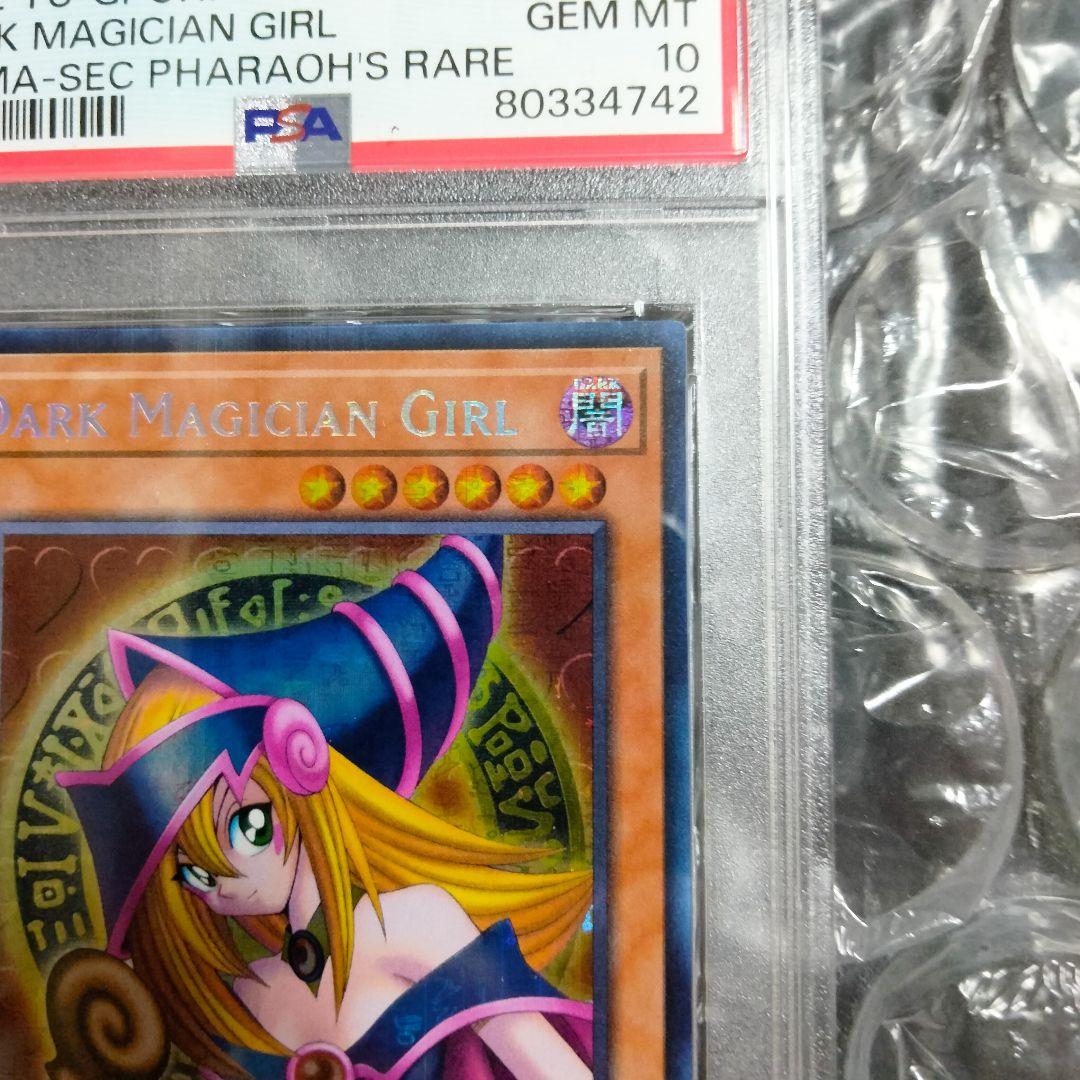 K MAGICIAN GIRL
GEM MT
MA-SEC PHARAOH'S RARE
10
80334742
PSA
DARK MAGICIAN GIRL
DARK
闇